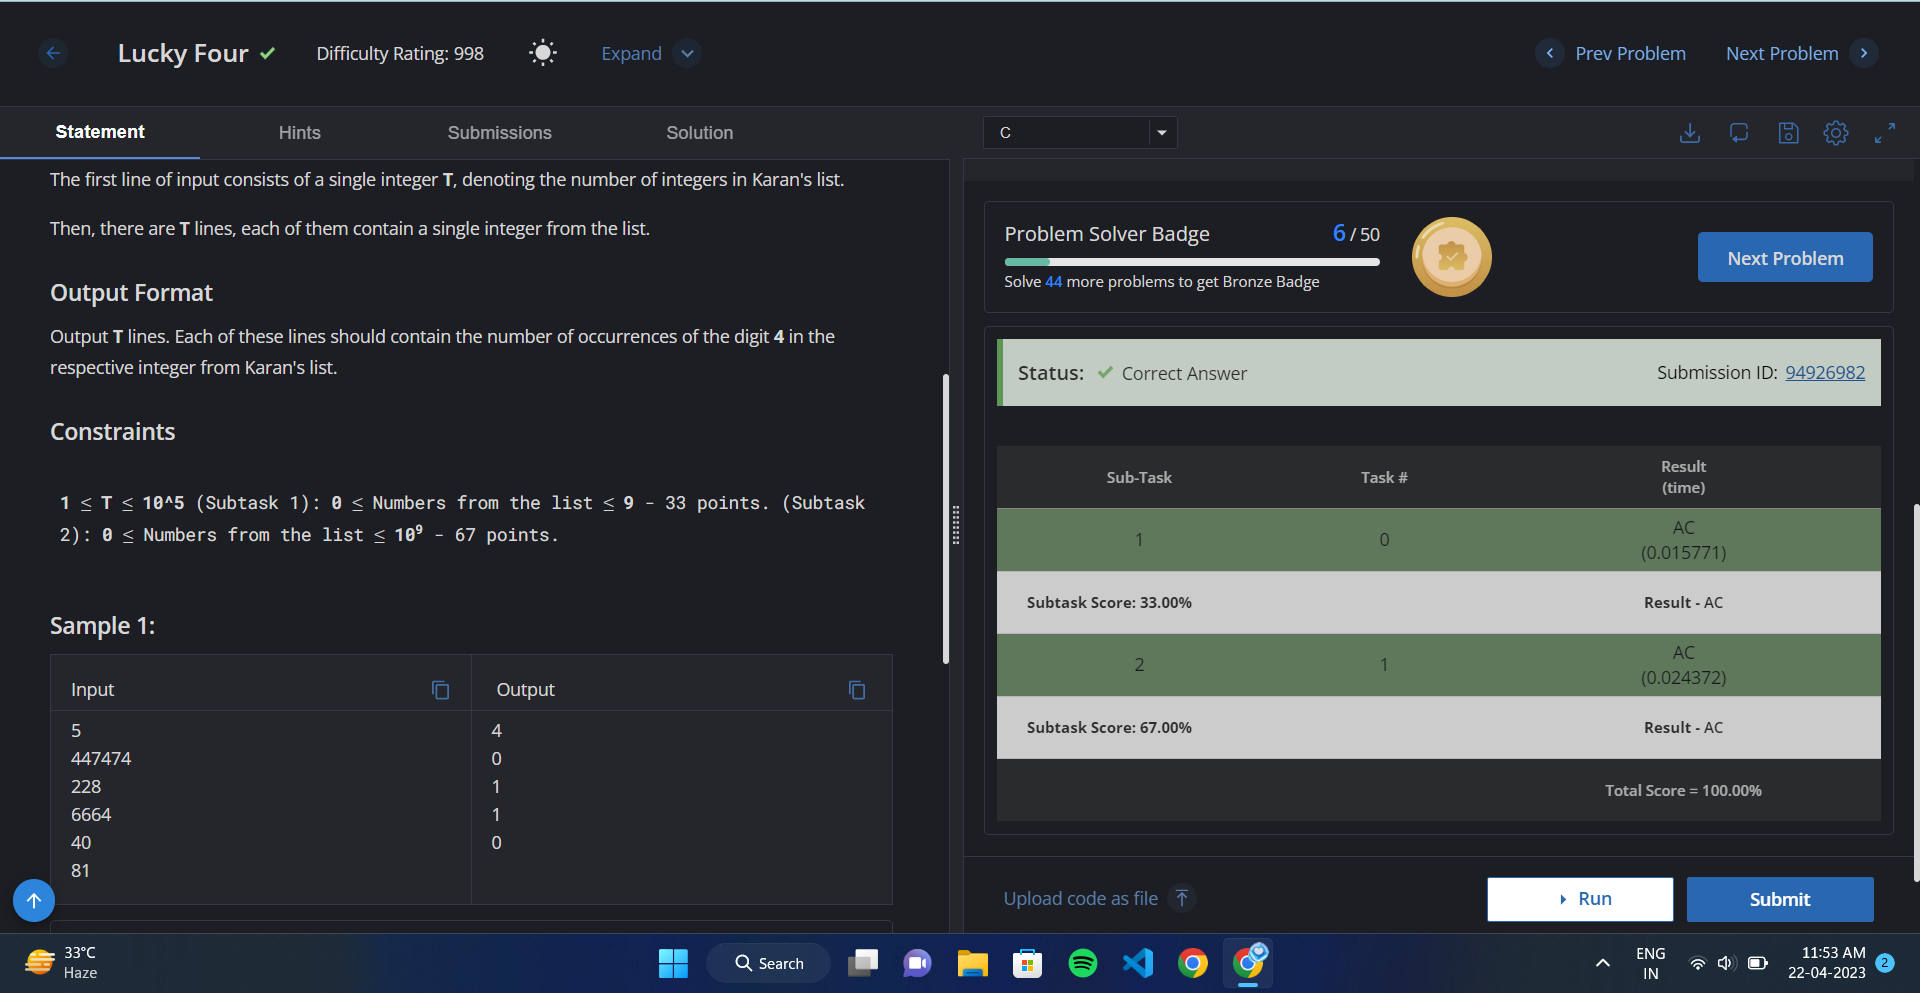 Lucky Four
Difficulty Rating: 998
Expand
Prev Problem
Next Problem
Statement
Hints
Submissions
Solution
C
The first line of input consists of a single integer T, denoting the number of integers in Karan's list.
Then, there are T lines, each of them contain a single integer from the list.
Output Format
Output T lines. Each of these lines should contain the number of occurrences of the digit 4 in the
respective integer from Karan's list.
Constraints
1 ≤ T ≤ 10^5 (Subtask 1): 0 ≤ Numbers from the list ≤ 9 - 33 points. (Subtask
2): 0 ≤ Numbers from the list ≤ 10⁹ - 67 points.
Sample 1:
Input
Output
5
447474
228
6664
40
81
4
0
1
1
0
Problem Solver Badge
6 / 50
Solve 44 more problems to get Bronze Badge
Next Problem
Status: Correct Answer
Submission ID: 94926982
Sub-Task
Task #
Result
(time)
1
0
AC
(0.015771)
Subtask Score: 33.00%
Result - AC
2
1
AC
(0.024372)
Subtask Score: 67.00%
Result - AC
Total Score = 100.00%
Upload code as file
Run
Submit
33°C
Haze
Search
ENG
IN
11:53 AM
22-04-2023
2